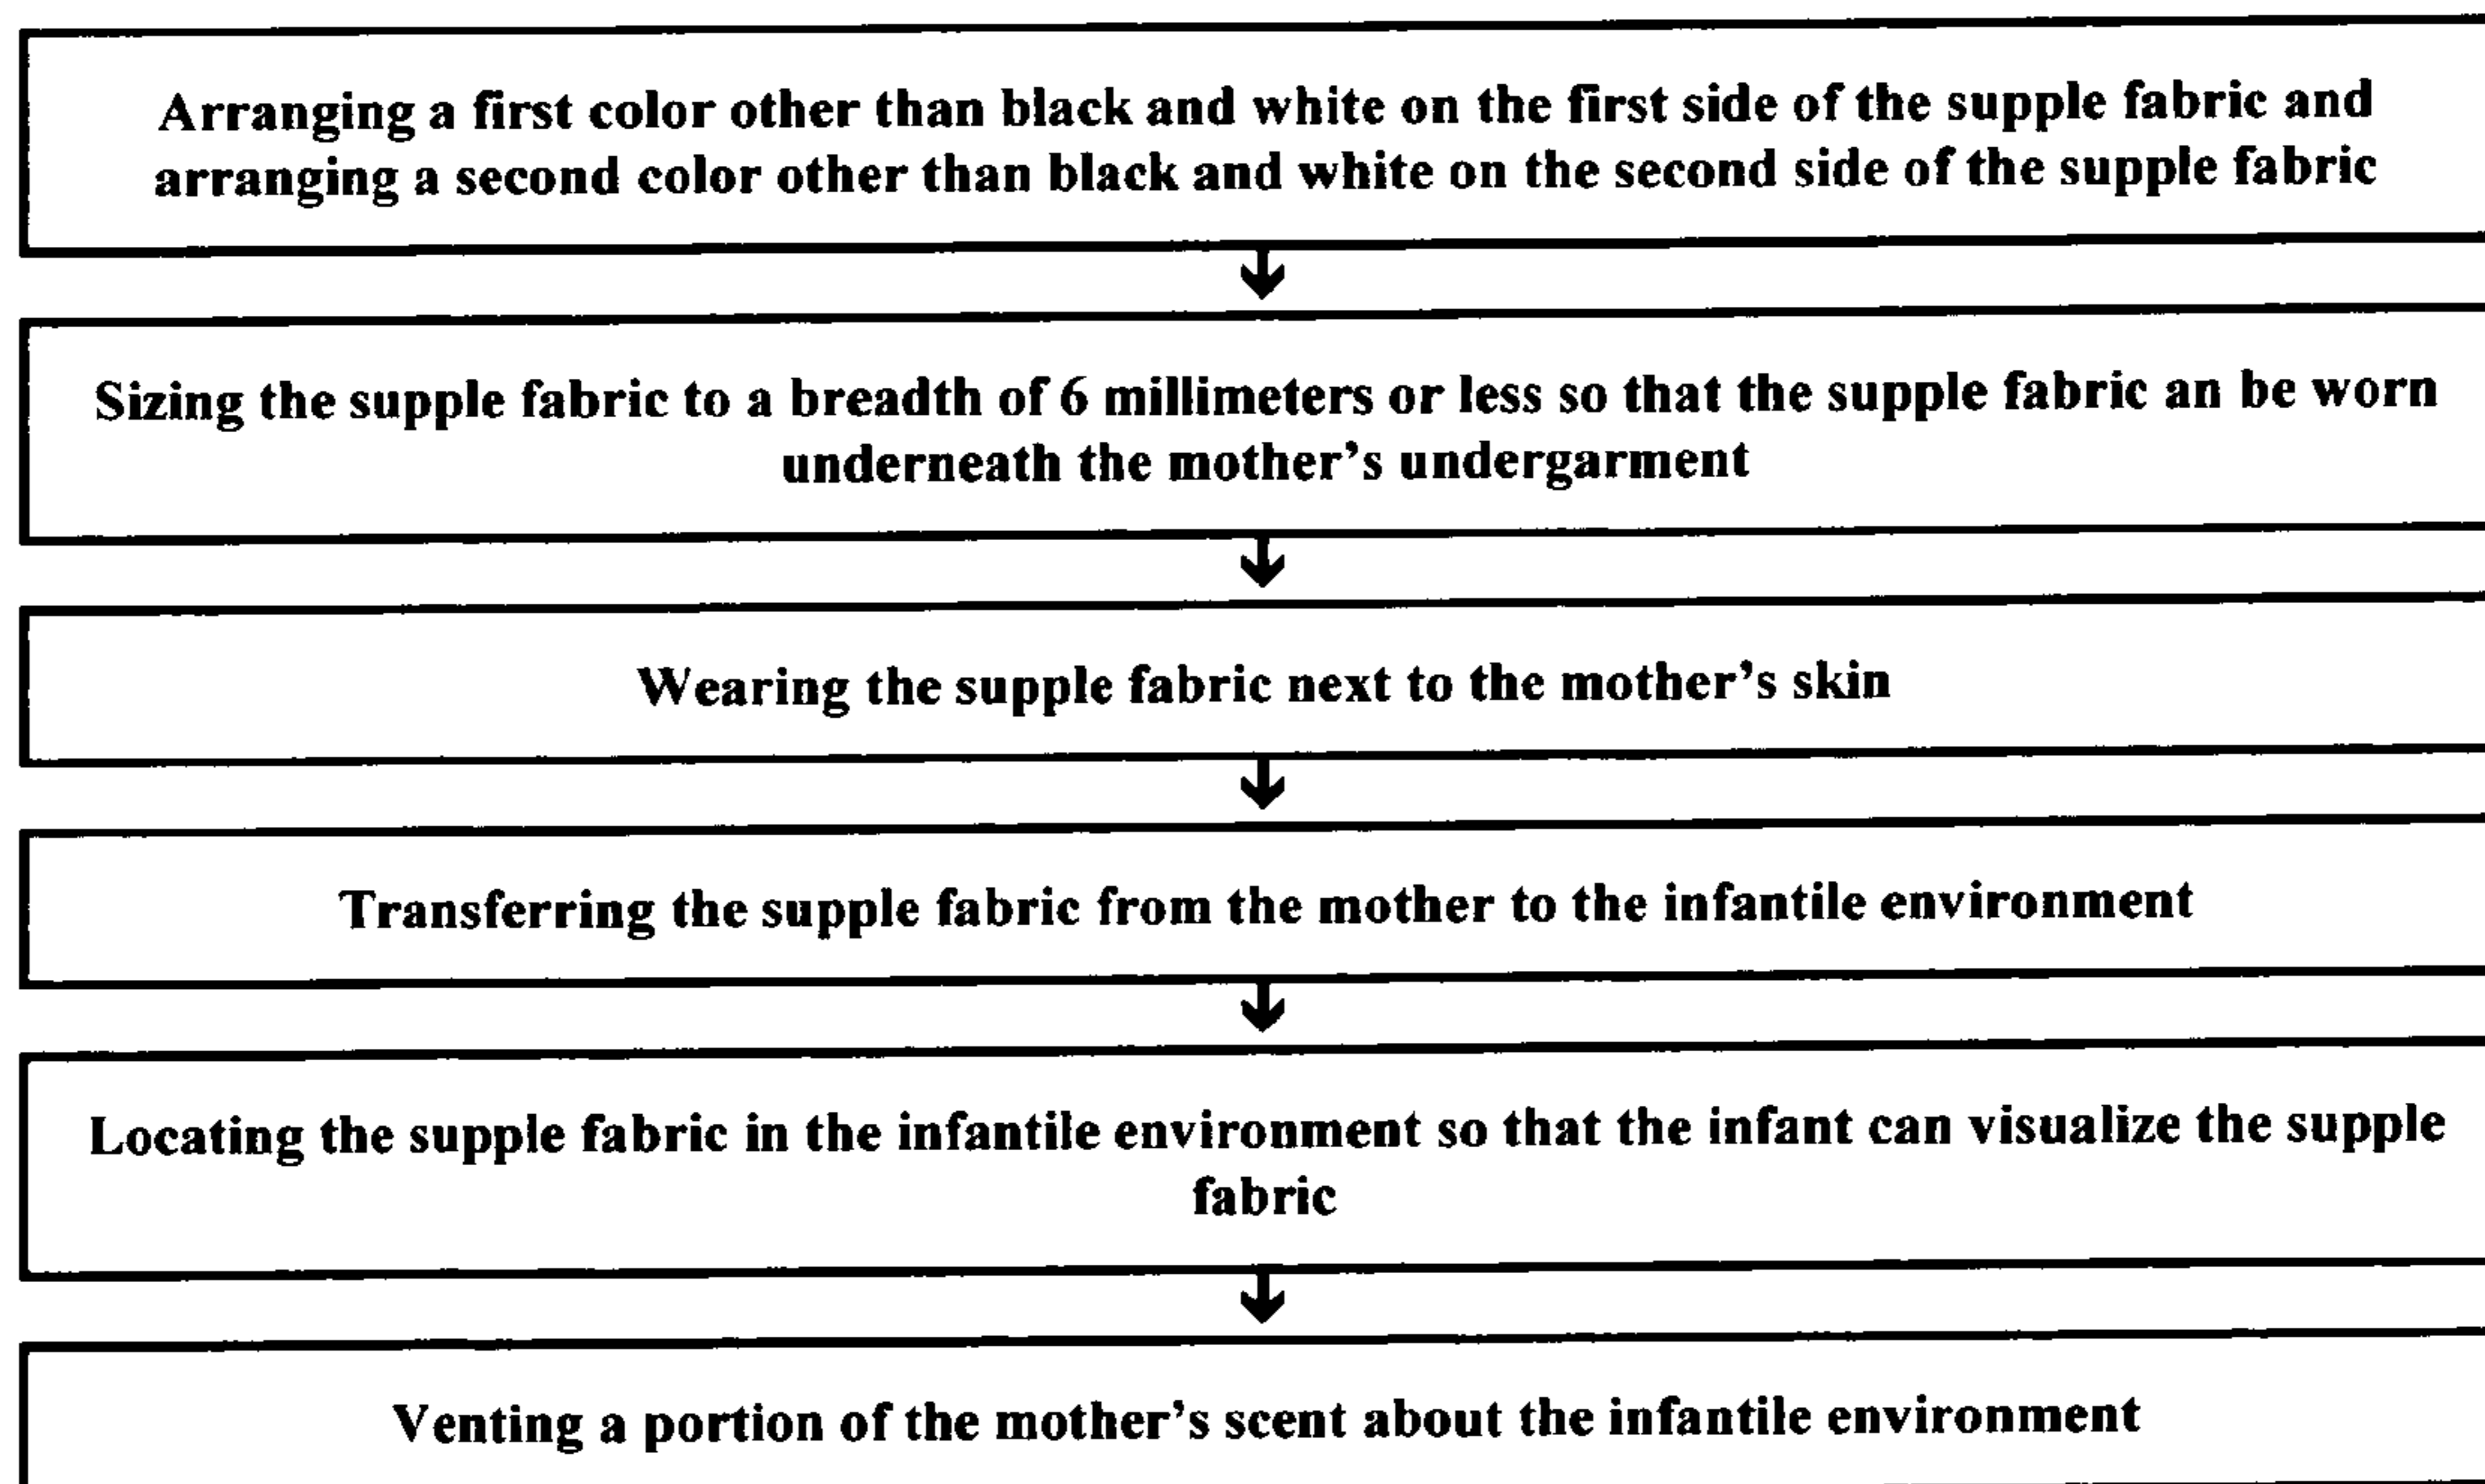 Arranging a first color other than black and white on the first side of the supple fabric and
arranging a second color other than black and white on the second side of the supple fabric
Sizing the supple fabric to a breadth of 6 millimeters or less so that the supple fabric an be worn
underneath the mother's undergarment
Wearing the supple fabric next to the mother's skin
Transferring the supple fabric from the mother to the infantile environment
Locating the supple fabric in the infantile environment so that the infant can visualize the supple
fabric
Venting a portion of the mother's scent about the infantile environment